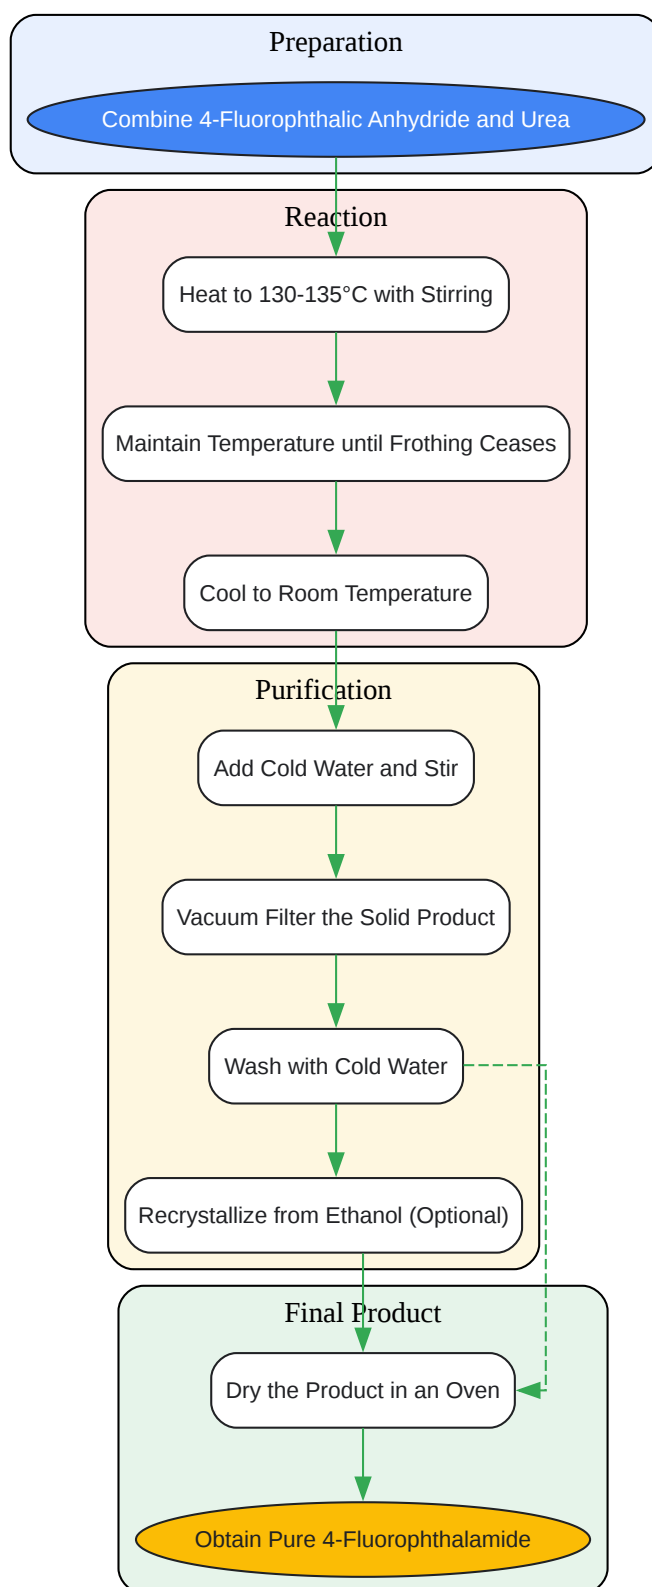 Preparation
Combine 4-Fluorophthalic Anhydride and Urea
Reaction
Heat to 130-135°C with Stirring
Maintain Temperature until Frothing Ceases
Cool to Room Temperature
Purification
Add Cold Water and Stir
Vacuum Filter the Solid Product
Wash with Cold Water
Recrystallize from Ethanol (Optional)
Final Product
Dry the Product in an Oven
Obtain Pure 4-Fluorophthalamide